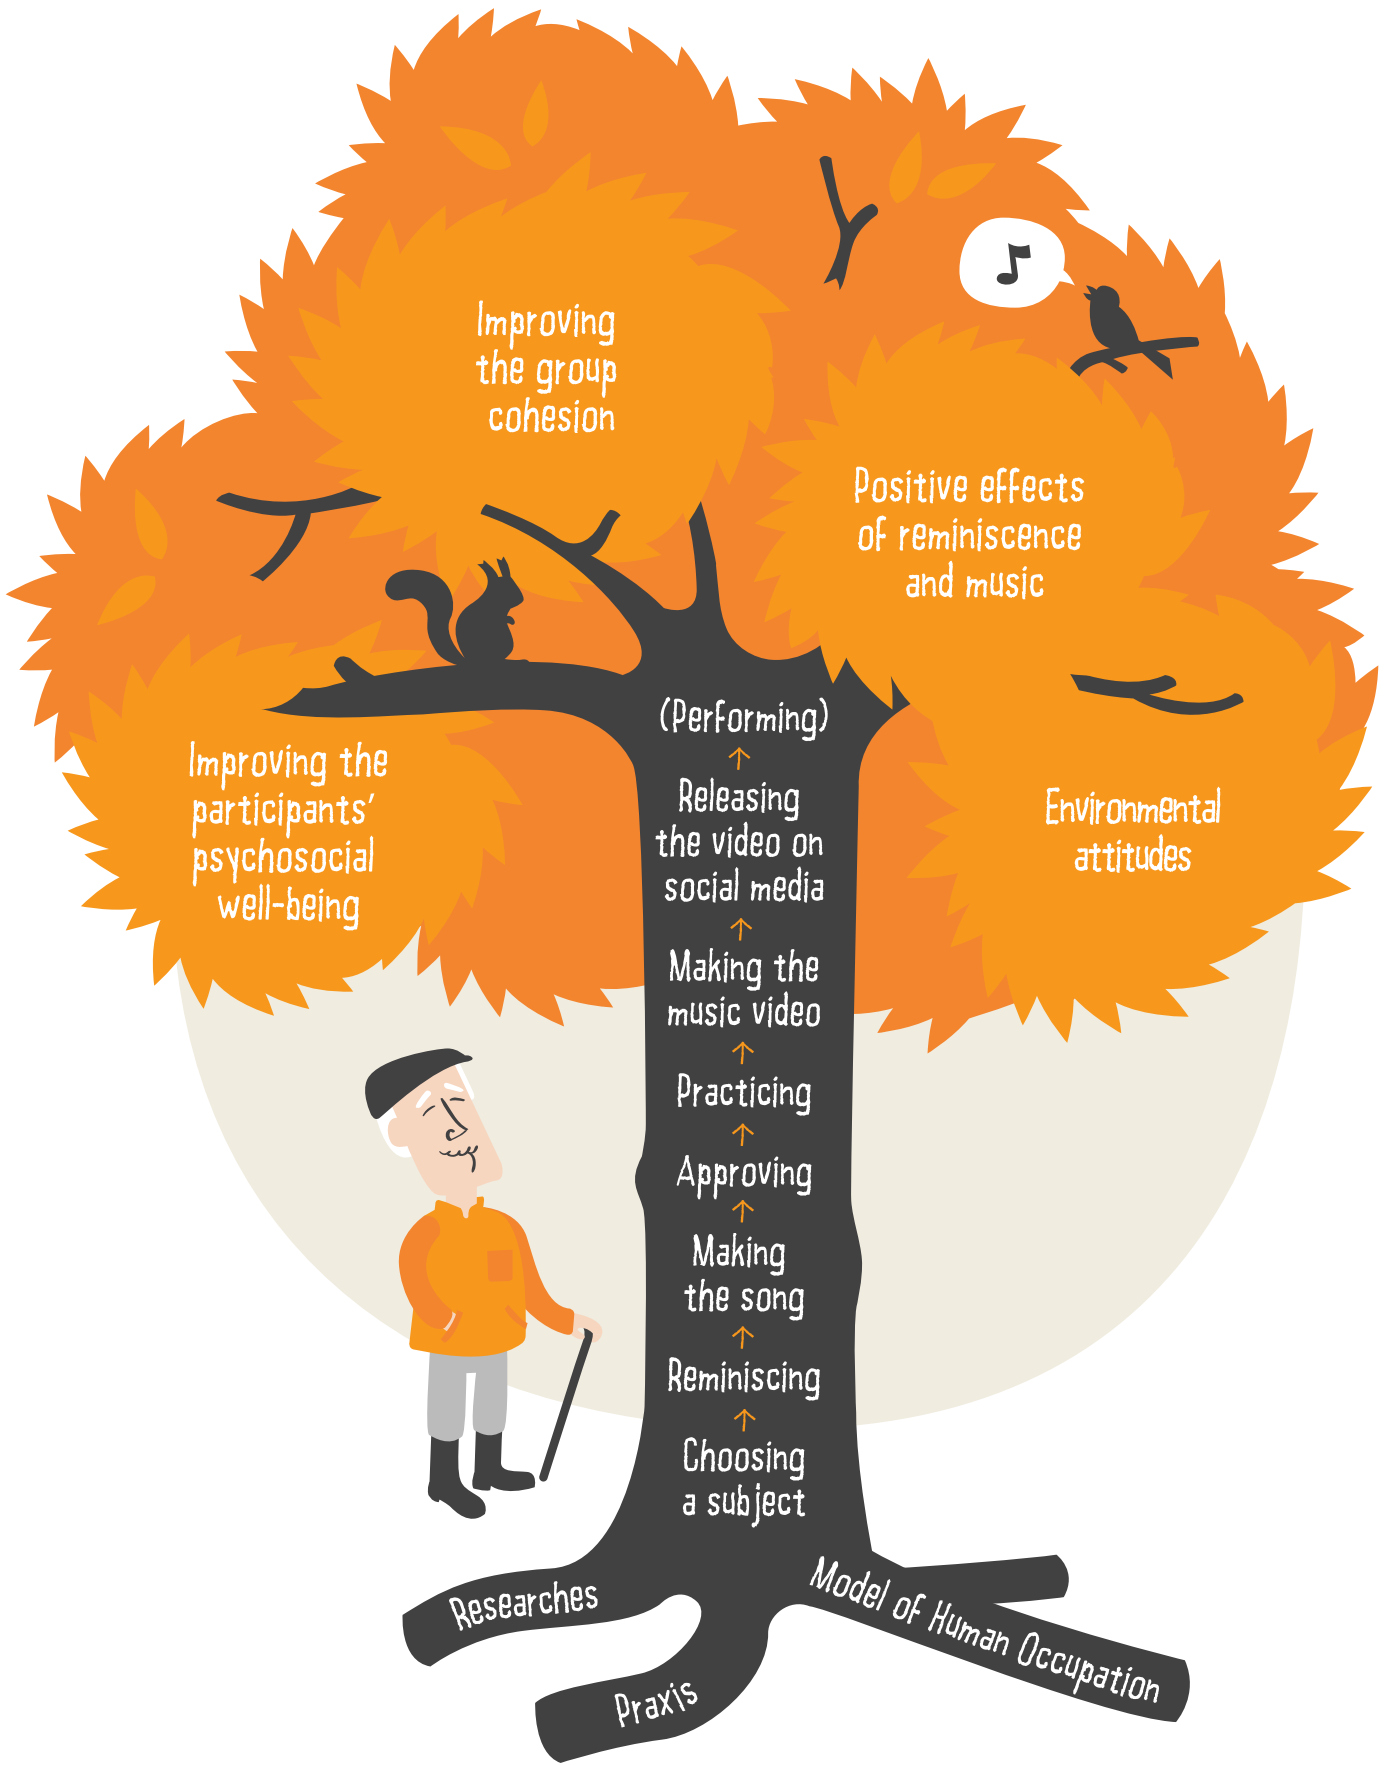 Improving
the group
cohesion
Positive effects
of reminiscence
and music
Improving the
participants’
psychosocial
well-being
Environmental
attitudes
(Performing)
↑
Releasing
the video on
social media
↑
Making the
music video
↑
Practicing
↑
Approving
↑
Making
the song
↑
Reminiscing
↑
Choosing
a subject
Researches
Praxis
Model of Human Occupation